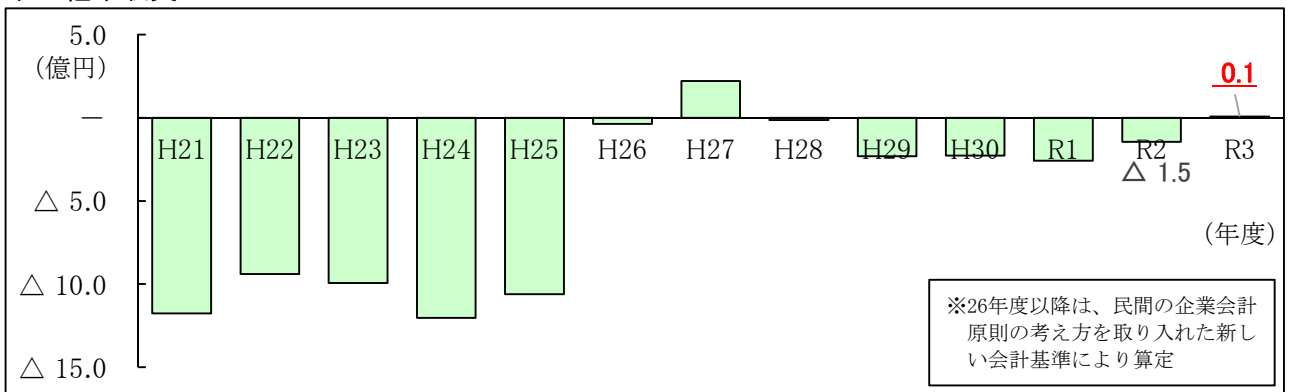 5.0
(億円)
0.1
－
H21 H22 H23 H24 H25 H26 H27 H28 H29 H30 R1 R2 R3
△ 1.5
△ 5.0
(年度)
△ 10.0
※26年度以降は、民間の企業会計
原則の考え方を取り入れた新し
い会計基準により算定
△ 15.0